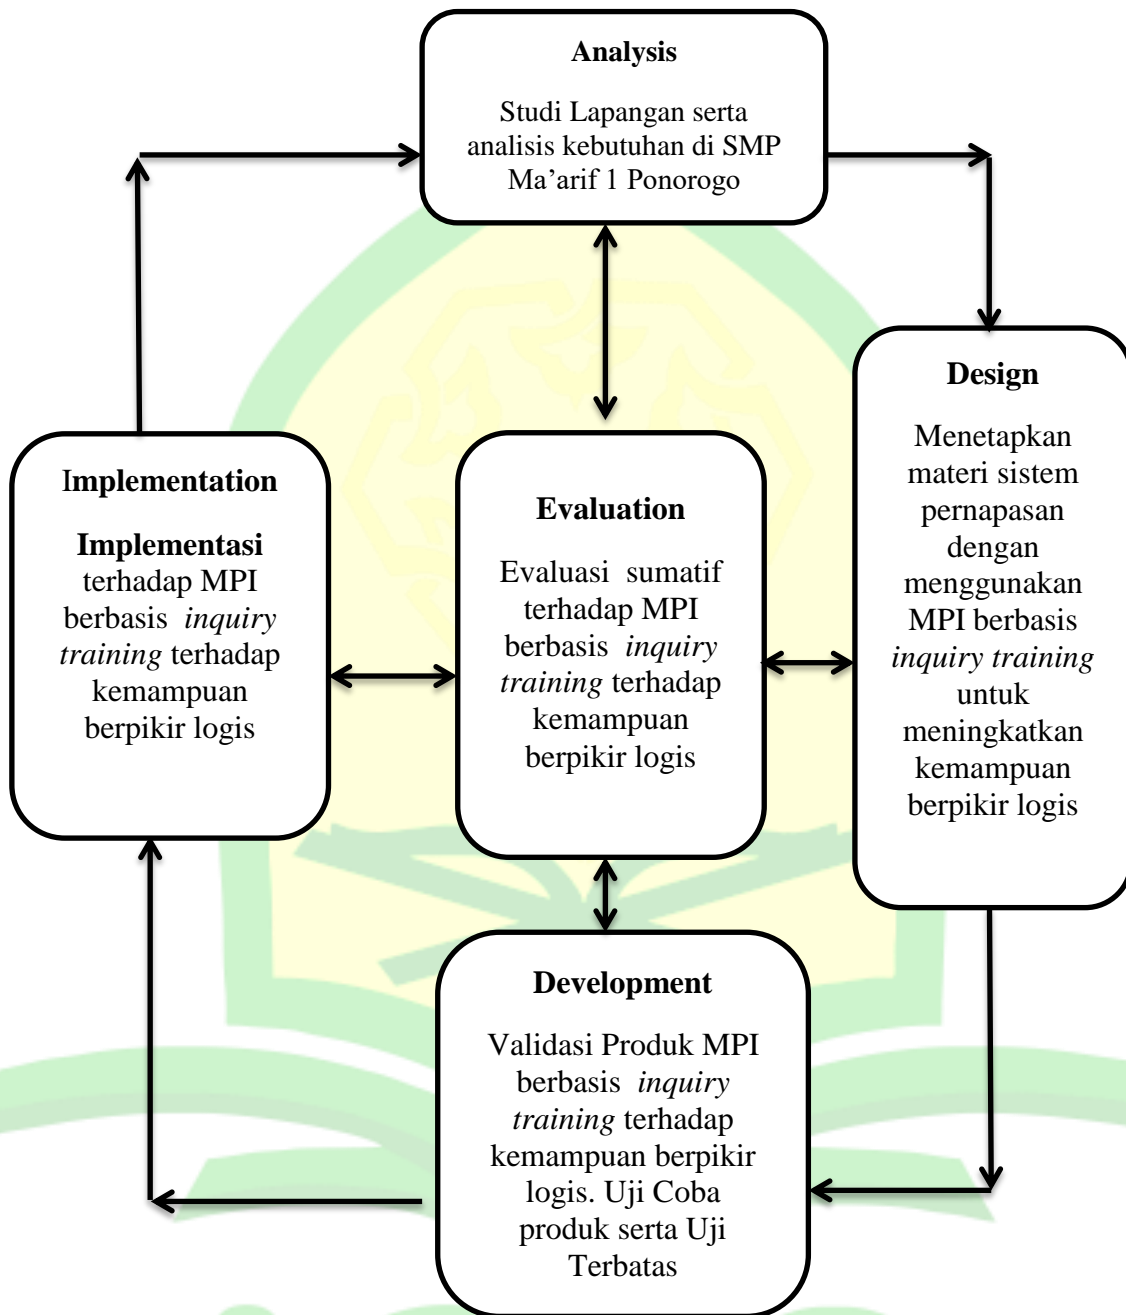 Analysis
Studi Lapangan serta
analisis kebutuhan di SMP
Ma’arif 1 Ponorogo
Implementation
Implementasi
terhadap MPI
berbasis inquiry
training terhadap
kemampuan
berpikir logis
Evaluation
Evaluasi sumatif
terhadap MPI
berbasis inquiry
training terhadap
kemampuan
berpikir logis
Design
Menetapkan
materi sistem
pernapasan
dengan
menggunakan
MPI berbasis
inquiry training
untuk
meningkatkan
kemampuan
berpikir logis
Development
Validasi Produk MPI
berbasis inquiry
training terhadap
kemampuan berpikir
logis. Uji Coba
produk serta Uji
Terbatas